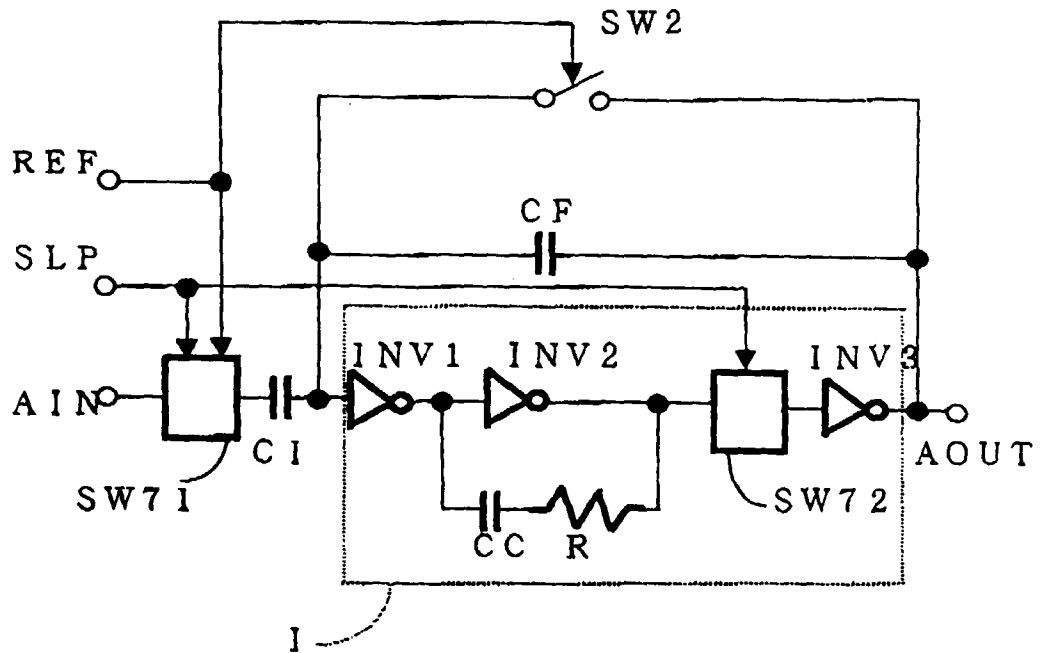 SW2
REF
CF
SLP
INV1 INV2 INV3
AIN
CI
AOUT
SW71
SW72
CC R
I